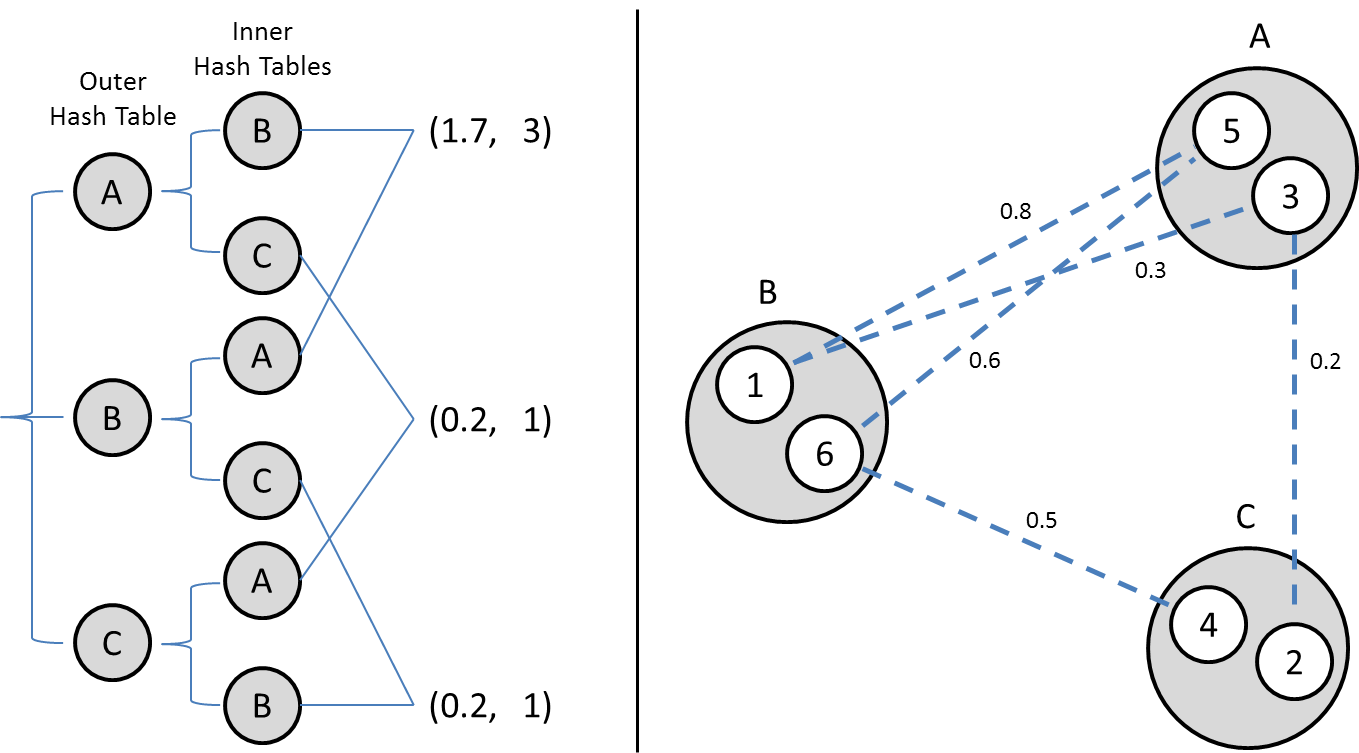 Outer
Hash Table
Inner
Hash Tables
A
B
C
B
C
A
C
A
B
(1.7, 3)
(0.2, 1)
(0.2, 1)
A
5
3
0.8
0.3
B
1
6
0.6
0.2
0.5
C
4
2